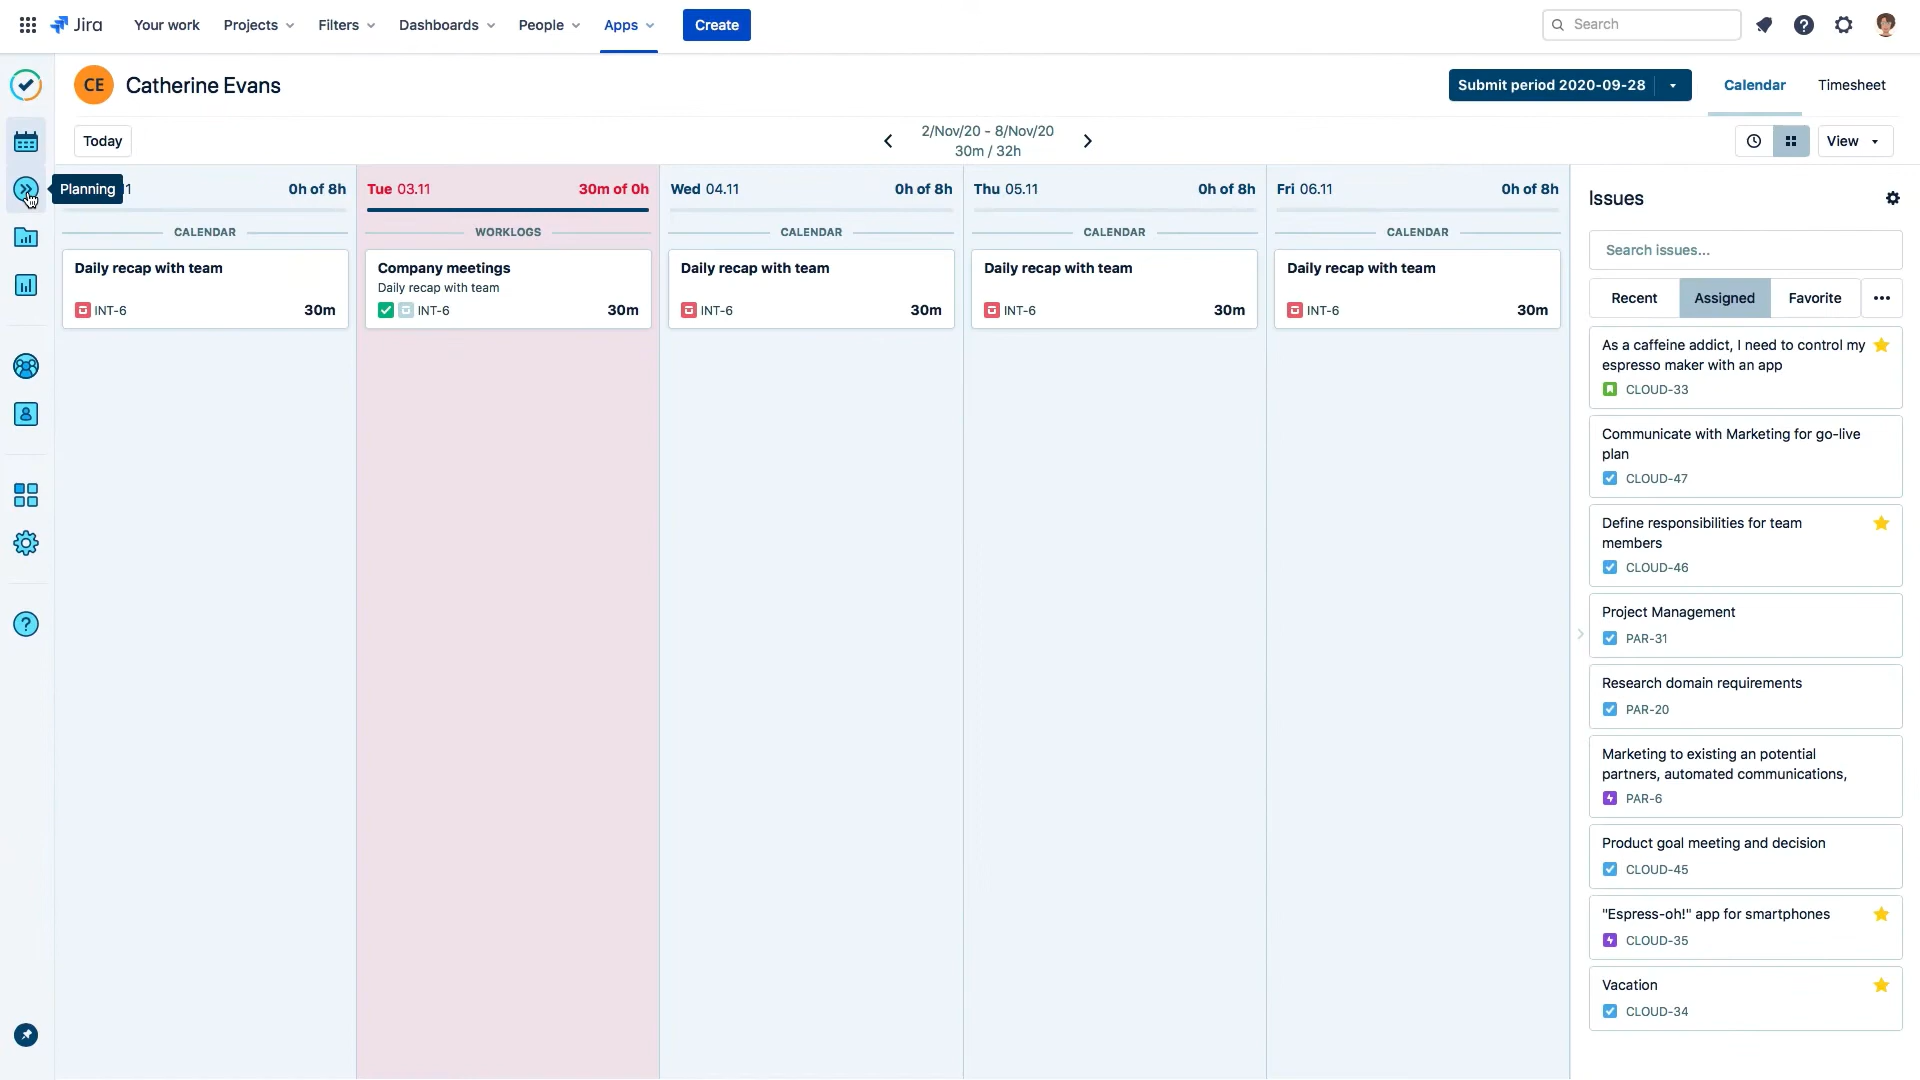 Jira
Your work
Projects
Filters
Dashboards
People
Apps
Create
Search
CE
Catherine Evans
Submit period 2020-09-28
Calendar
Timesheet
Today
2/Nov/20 - 8/Nov/20
30m / 32h
View
Planning
0h of 8h
Tue 03.11
30m of 0h
Wed 04.11
0h of 8h
Thu 05.11
0h of 8h
Fri 06.11
0h of 8h
CALENDAR
WORKLOGS
CALENDAR
CALENDAR
CALENDAR
Daily recap with team
INT-6
30m
Company meetings
Daily recap with team
INT-6
30m
Daily recap with team
INT-6
30m
Daily recap with team
INT-6
30m
Daily recap with team
INT-6
30m
Issues
Search issues...
Recent
Assigned
Favorite
As a caffeine addict, I need to control my
espresso maker with an app
CLOUD-33
Communicate with Marketing for go-live
plan
CLOUD-47
Define responsibilities for team
members
CLOUD-46
Project Management
PAR-31
Research domain requirements
PAR-20
Marketing to existing an potential
partners, automated communications,
PAR-6
Product goal meeting and decision
CLOUD-45
"Espress-oh!" app for smartphones
CLOUD-35
Vacation
CLOUD-34